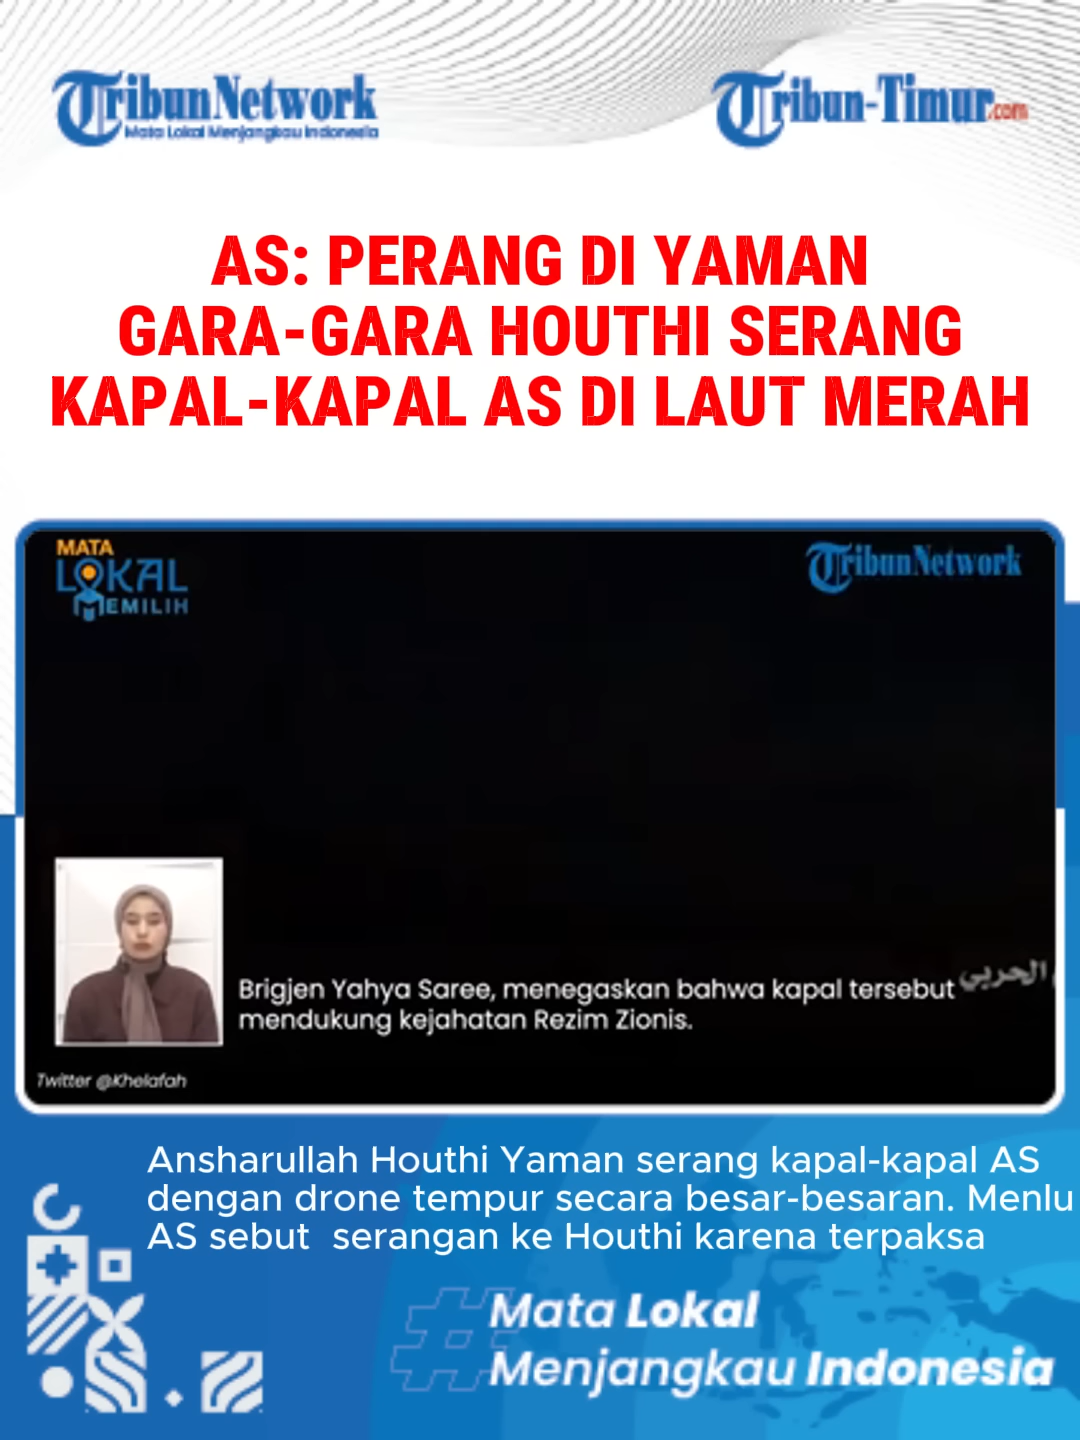 TribunNetwork
Mata Lokal Menjangkau Indonesia
Tribun-Timur.com
AS: PERANG DI YAMAN
GARA-GARA HOUTHI SERANG
KAPAL-KAPAL AS DI LAUT MERAH
MATA
LOKAL
MEMILIH
TribunNetwork
الحربي
Brigjen Yahya Saree, menegaskan bahwa kapal tersebut
mendukung kejahatan Rezim Zionis.
Twitter @Khelafah
Ansharullah Houthi Yaman serang kapal-kapal AS
dengan drone tempur secara besar-besaran. Menlu
AS sebut  serangan ke Houthi karena terpaksa
#Mata Lokal
Menjangkau Indonesia